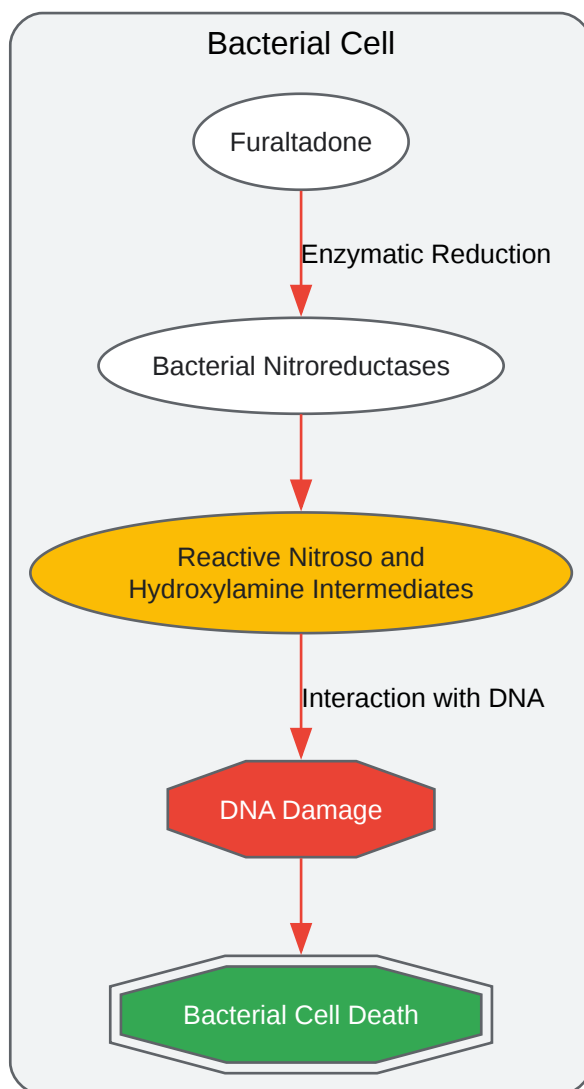 Bacterial Cell
Furaltadone
Enzymatic Reduction
Bacterial Nitroreductases
Reactive Nitroso and
Hydroxylamine Intermediates
Interaction with DNA
DNA Damage
Bacterial Cell Death